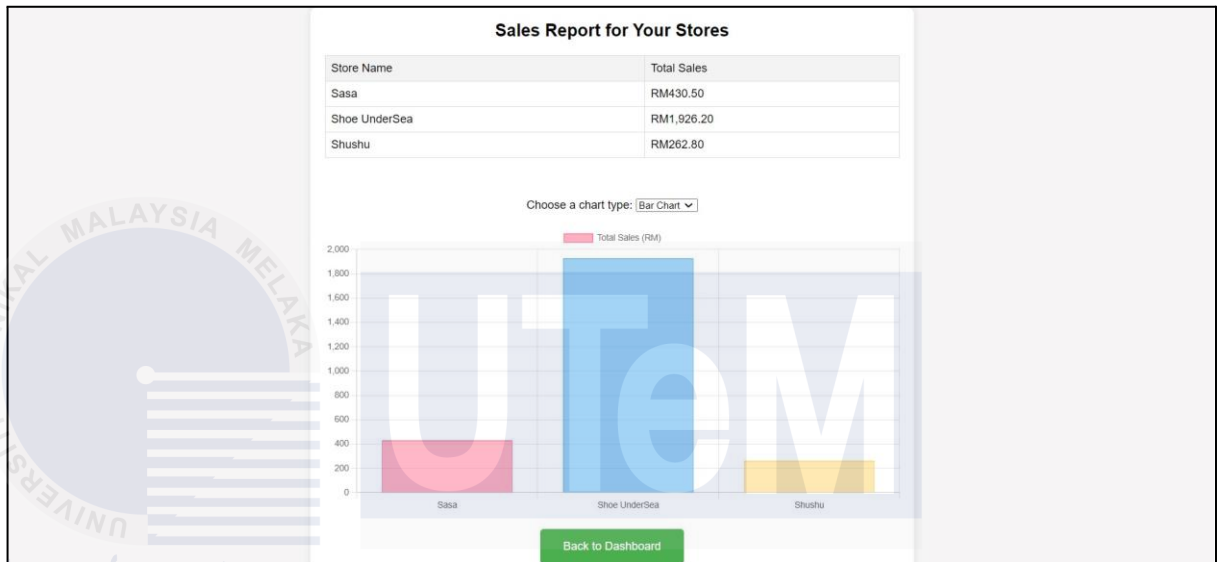 Sales Report for Your Stores
Store Name Total Sales
Sasa RM430.50
Shoe UnderSea RM1,926.20
Shushu RM262.80
Choose a chart type: Bar Chart
Total Sales (RM)
2,000
1,800
1,600
1,400
1,200
1,000
800
600
400
200
0
Sasa Shoe UnderSea Shushu
Back to Dashboard
UTeM
MALAYSIA MELAKA